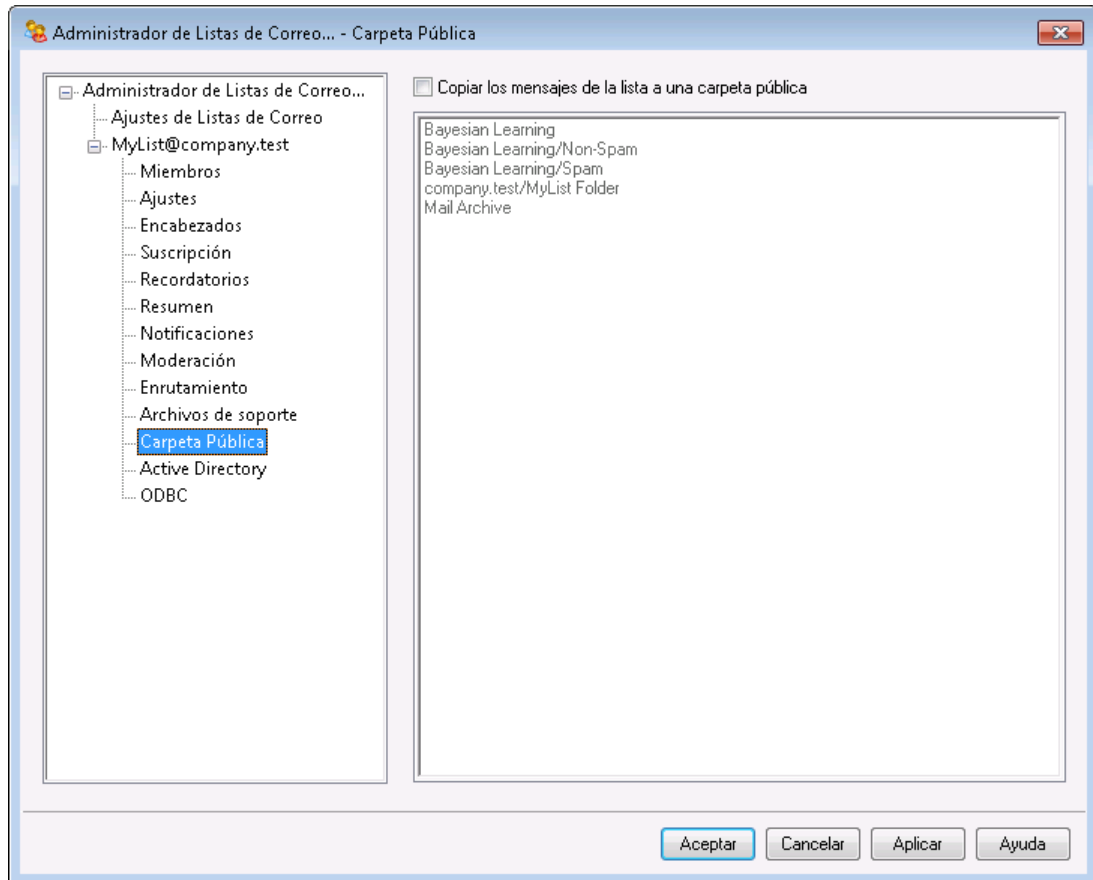 Administrador de Listas de Correo... - Carpeta Pública
Administrador de Listas de Correo...
Ajustes de Listas de Correo
MyList@company.test
Miembros
Ajustes
Encabezados
Suscripción
Recordatorios
Resumen
Notificaciones
Moderación
Enrutamiento
Archivos de soporte
Carpeta Pública
Active Directory
ODBC
Copiar los mensajes de la lista a una carpeta pública
Bayesian Learning
Bayesian Learning/Non-Spam
Bayesian Learning/Spam
company.test/MyList Folder
Mail Archive
Aceptar
Cancelar
Aplicar
Ayuda